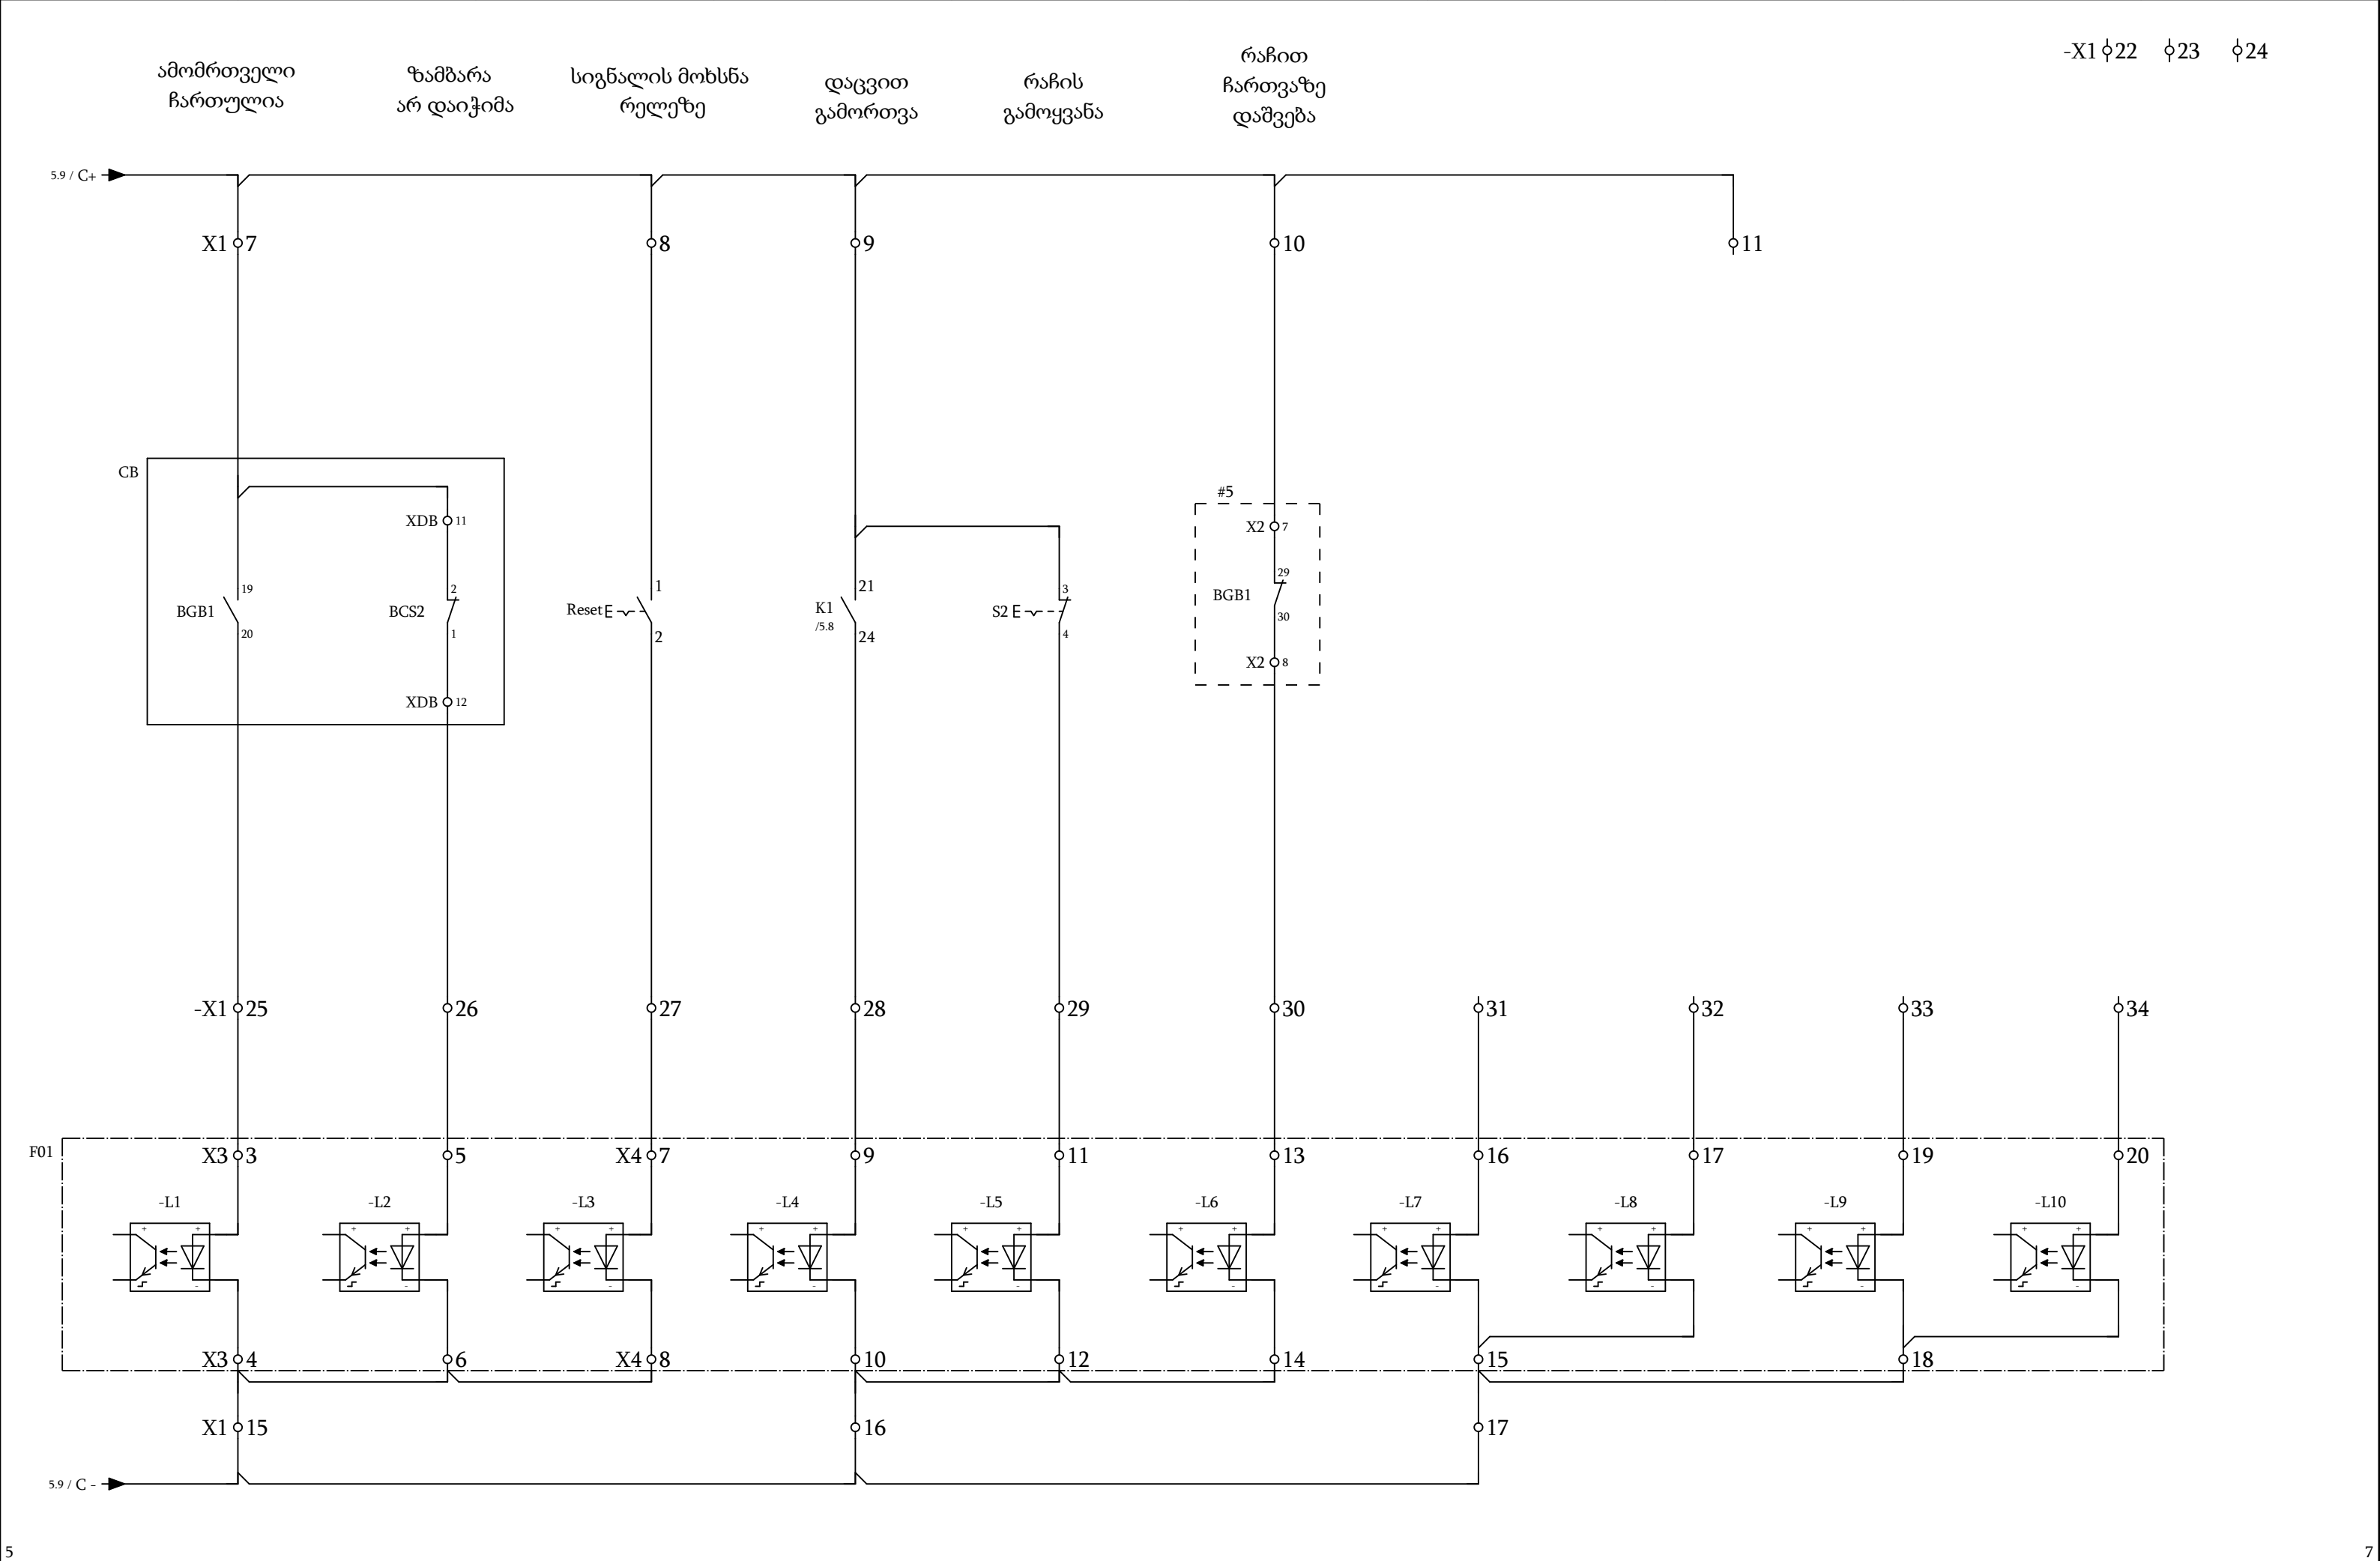 ამომრთველი
ჩართულია
ზამბარა
არ დაიჭიმა
სიგნალის მოხსნა
რელეზე
დაცვით
გამორთვა
რაჩის
გამოყვანა
რაჩით
ჩართვაზე
დაშვება
-X1 22 23 24
5.9 / C+
X1 7 8 9 10 11
CB
#5
XDB 11
X2 7
19 2 1 21 3 29
BGB1 BCS2 Reset K1 S2 BGB1
/5.8
20 1 2 24 4 30
X2 8
XDB 12
-X1 25 26 27 28 29 30 31 32 33 34
F01
X3 3 5 X4 7 9 11 13 16 17 19 20
-L1 -L2 -L3 -L4 -L5 -L6 -L7 -L8 -L9 -L10
+ + + + + + + + + + + + + + + + + + + +
- - - - - - - - - -
X3 4 6 X4 8 10 12 14 15 18
X1 15 16 17
5.9 / C -
5 7